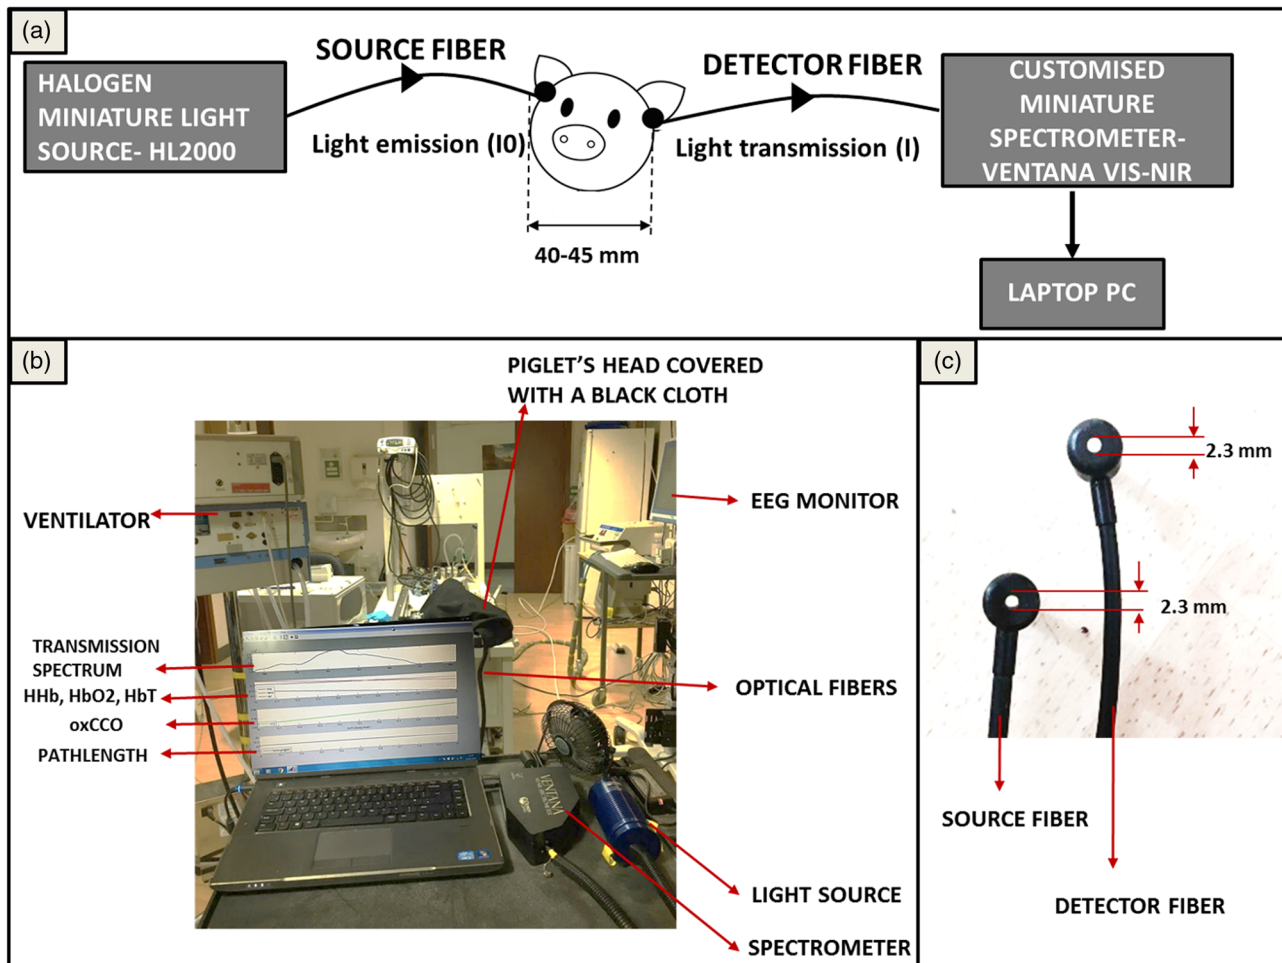 (a)
HALOGEN
MINIATURE LIGHT
SOURCE- HL2000
SOURCE FIBER
Light emission (I0)
40-45 mm
DETECTOR FIBER
Light transmission (I)
CUSTOMISED
MINIATURE
SPECTROMETER-
VENTANA VIS-NIR
LAPTOP PC
(b)
PIGLET'S HEAD COVERED
WITH A BLACK CLOTH
VENTILATOR
EEG MONITOR
TRANSMISSION
SPECTRUM
HHb, HbO2, HbT
oxCCO
PATHLENGTH
OPTICAL FIBERS
VENTANA
LIGHT SOURCE
SPECTROMETER
(c)
2.3 mm
2.3 mm
SOURCE FIBER
DETECTOR FIBER